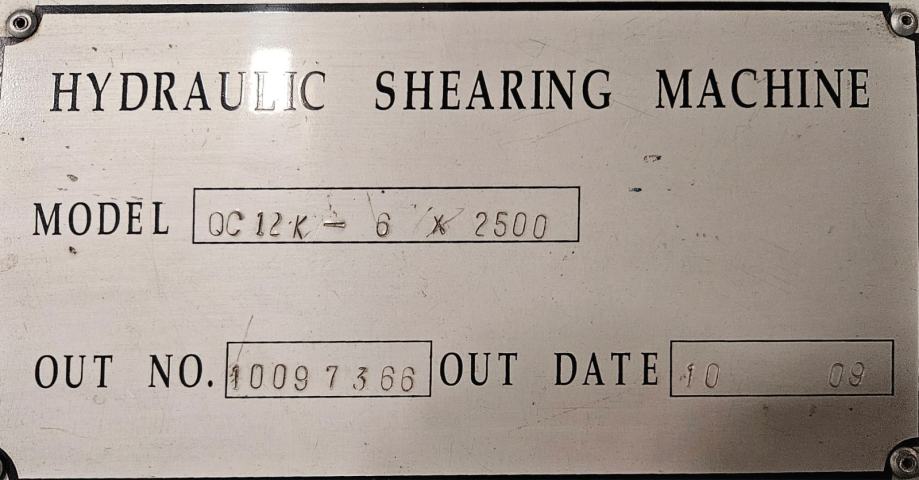 HYDRAULIC SHEARING MACHINE
MODEL QC12K-6 X 2500
OUT NO. 10097366 OUT DATE 10 09